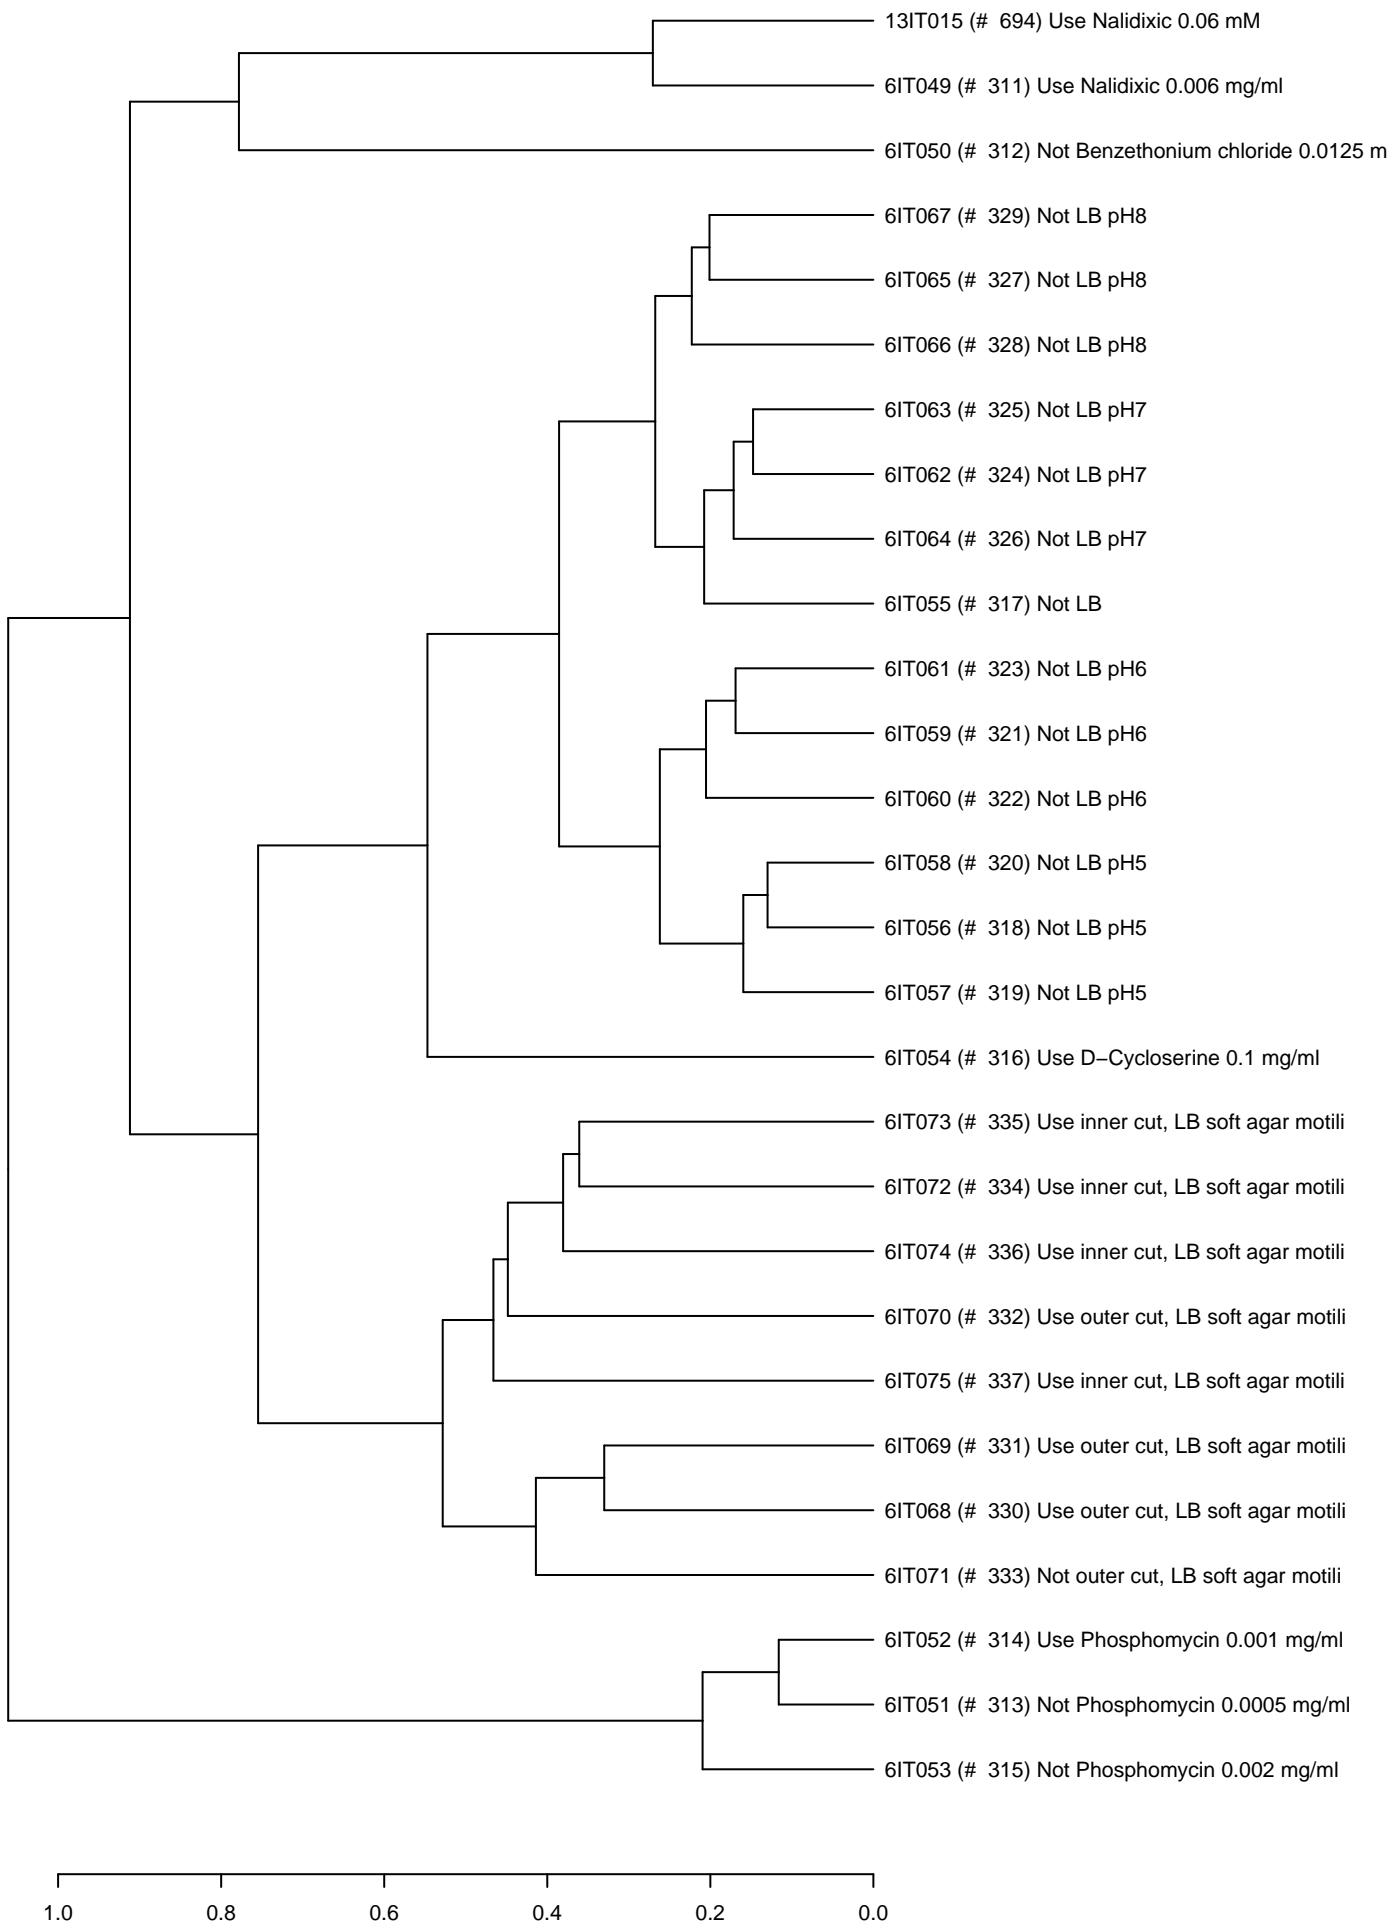 13IT015 (#  694) Use Nalidixic 0.06 mM
6IT049 (#  311) Use Nalidixic 0.006 mg/ml
6IT050 (#  312) Not Benzethonium chloride 0.0125 m
6IT067 (#  329) Not LB pH8
6IT065 (#  327) Not LB pH8
6IT066 (#  328) Not LB pH8
6IT063 (#  325) Not LB pH7
6IT062 (#  324) Not LB pH7
6IT064 (#  326) Not LB pH7
6IT055 (#  317) Not LB
6IT061 (#  323) Not LB pH6
6IT059 (#  321) Not LB pH6
6IT060 (#  322) Not LB pH6
6IT058 (#  320) Not LB pH5
6IT056 (#  318) Not LB pH5
6IT057 (#  319) Not LB pH5
6IT054 (#  316) Use D−Cycloserine 0.1 mg/ml
6IT073 (#  335) Use inner cut, LB soft agar motili
6IT072 (#  334) Use inner cut, LB soft agar motili
6IT074 (#  336) Use inner cut, LB soft agar motili
6IT070 (#  332) Use outer cut, LB soft agar motili
6IT075 (#  337) Use inner cut, LB soft agar motili
6IT069 (#  331) Use outer cut, LB soft agar motili
6IT068 (#  330) Use outer cut, LB soft agar motili
6IT071 (#  333) Not outer cut, LB soft agar motili
6IT052 (#  314) Use Phosphomycin 0.001 mg/ml
6IT051 (#  313) Not Phosphomycin 0.0005 mg/ml
6IT053 (#  315) Not Phosphomycin 0.002 mg/ml
1.0 0.8 0.6 0.4 0.2 0.0